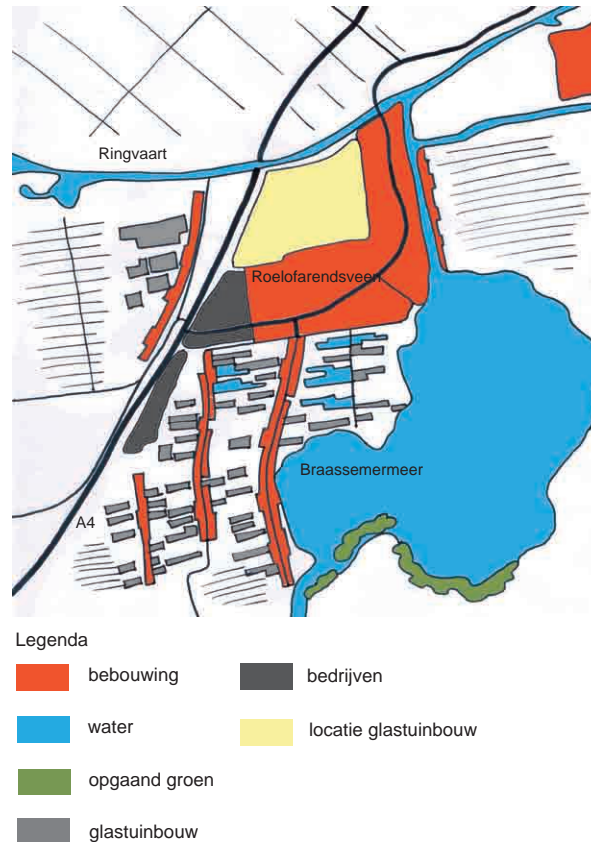 Ringvaart
Roelofarendsveen
Braassemermeer
A4
Legenda
bebouwing
bedrijven
water
locatie glastuinbouw
opgaand groen
glastuinbouw